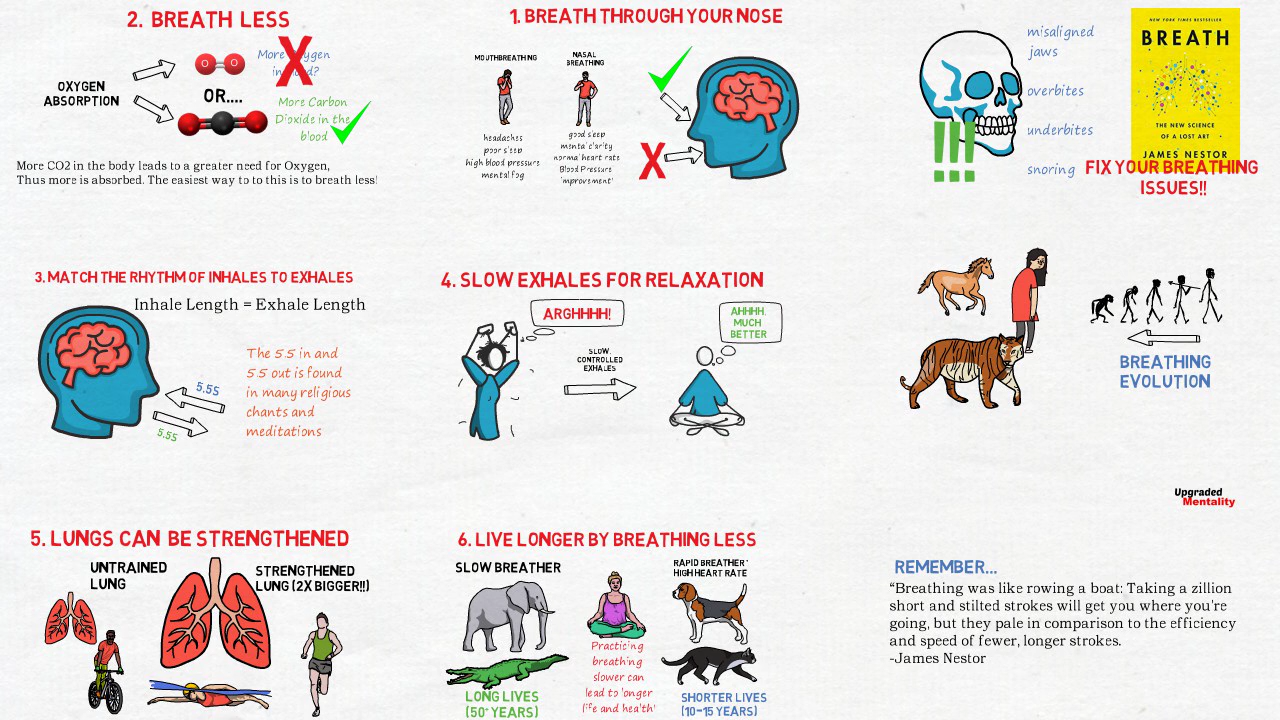 2. BREATH LESS
OXYGEN
ABSORPTION
OR....
More Oxygen
in
More Carbon
Dioxide in the
blood
More CO2 in the body leads to a greater need for Oxygen,
Thus more is absorbed. The easiest way to to this is to breath less!
1. BREATH THROUGH YOUR NOSE
MOUTHBREATHING
headaches
poor sleep
high blood pressure
mental fog
NASAL
BREATHING
good sleep
mental clarity
normal heart rate
Blood Pressure
improvement!
misaligned
jaws
overbites
underbites
snoring
!!!
NEW YORK TIMES BESTSELLER
BREATH
THE NEW SCIENCE
OF A LOST ART
JAMES NESTOR
FIX YOUR BREATHING
ISSUES!!
3. MATCH THE RHYTHM OF INHALES TO EXHALES
Inhale Length = Exhale Length
5.5S
5.5S
The 5.5 in and
5.5 out is found
in many religious
chants and
meditations
4. SLOW EXHALES FOR RELAXATION
ARGHHHH!
SLOW,
CONTROLLED
EXHALES
AHHHH,
MUCH
BETTER
BREATHING
EVOLUTION
Upgraded
Mentality
5. LUNGS CAN BE STRENGTHENED
UNTRAINED
LUNG
STRENGTHENED
LUNG (2X BIGGER!!)
6. LIVE LONGER BY BREATHING LESS
SLOW BREATHER
LONG LIVES
(50+ YEARS)
Practicing
breathing
slower can
lead to longer
life and health!
RAPID BREATHER+
HIGH HEART RATE
SHORTER LIVES
(10-15 YEARS)
REMEMBER...
“Breathing was like rowing a boat: Taking a zillion
short and stilted strokes will get you where you’re
going, but they pale in comparison to the efficiency
and speed of fewer, longer strokes.
-James Nestor